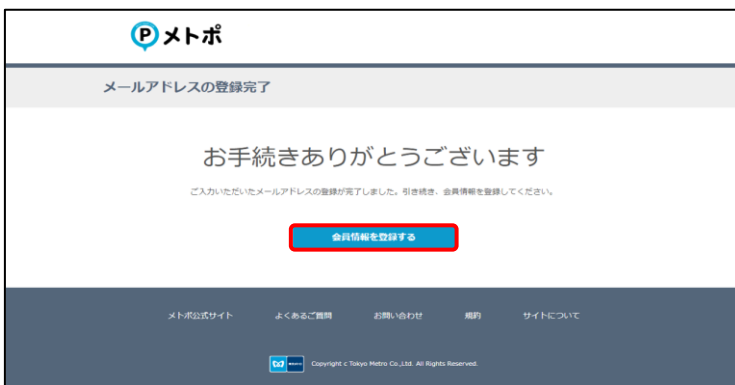 P メトポ
メールアドレスの登録完了
お手続きありがとうございます
ご入力いただいたメールアドレスの登録が完了しました。引き続き、会員情報を登録してください。
会員情報を登録する
メトポ公式サイト よくあるご質問 お問い合わせ 規約 サイトについて
Copyright c Tokyo Metro Co.,Ltd. All Rights Reserved.